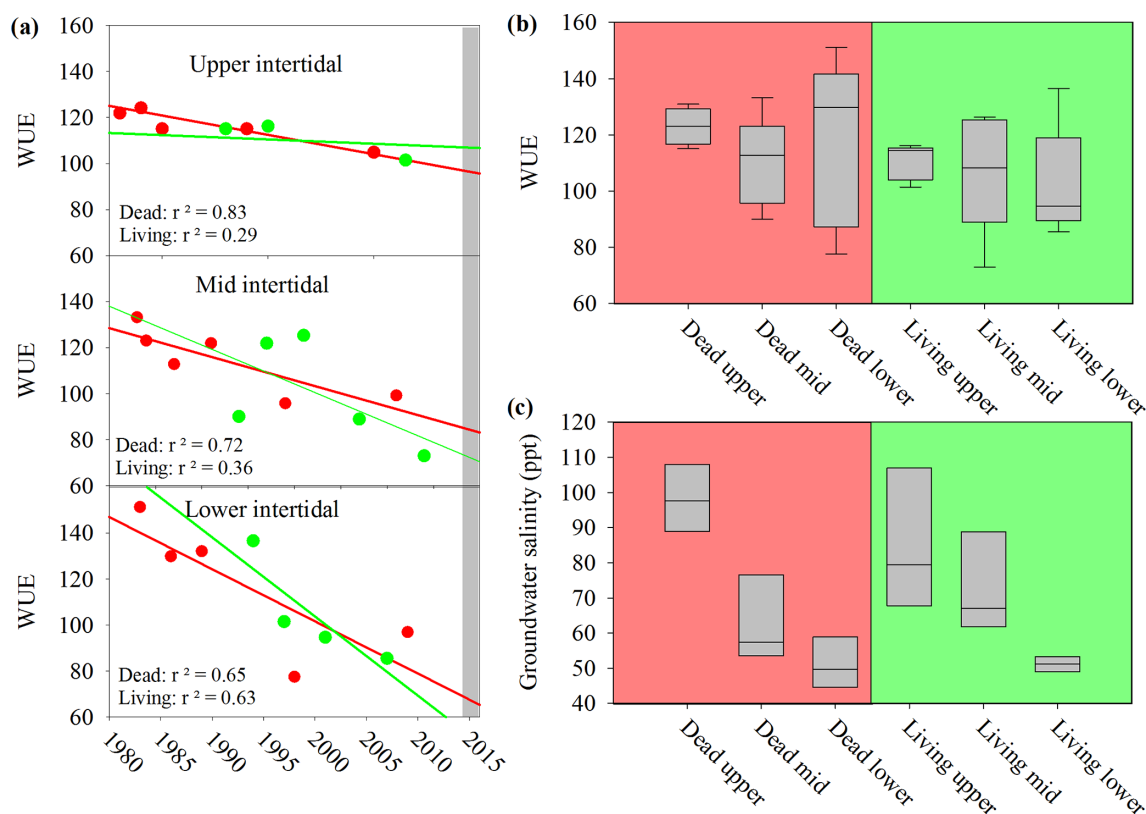 (a)
Upper intertidal
WUE
160
140
120
100
80
60
Dead: r ² = 0.83
Living: r ² = 0.29
Mid intertidal
WUE
140
120
100
80
60
Dead: r ² = 0.72
Living: r ² = 0.36
Lower intertidal
WUE
140
120
100
80
60
Dead: r ² = 0.65
Living: r ² = 0.63
1980
1985
1990
1995
2000
2005
2010
2015
(b)
WUE
160
140
120
100
80
60
Dead upper
Dead mid
Dead lower
Living upper
Living mid
Living lower
(c)
Groundwater salinity (ppt)
120
110
100
90
80
70
60
50
40
Dead upper
Dead mid
Dead lower
Living upper
Living mid
Living lower